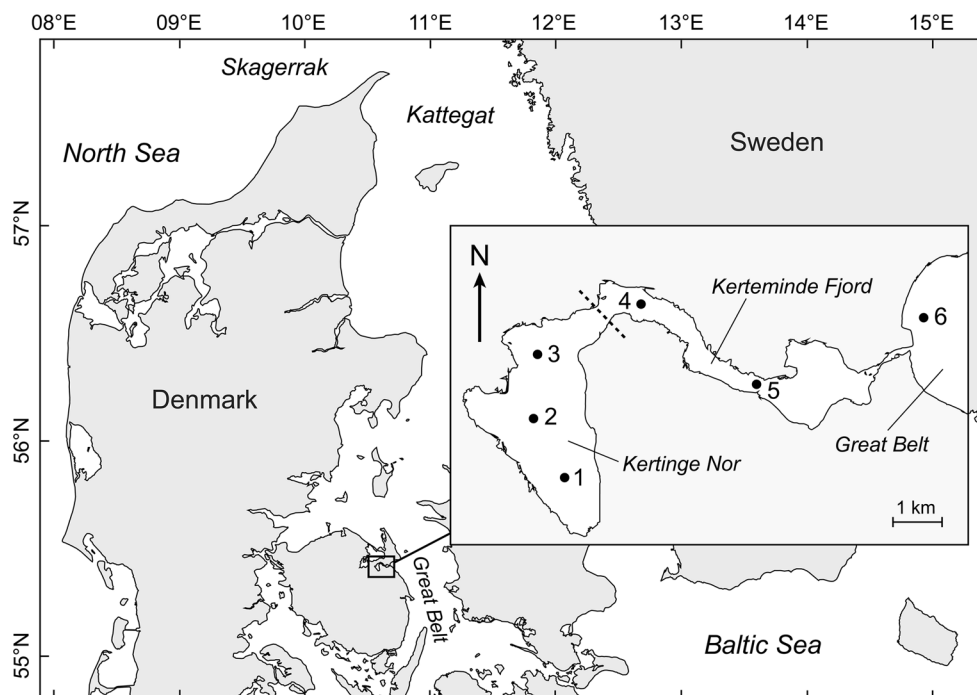 08°E 09°E 10°E 11°E 12°E 13°E 14°E 15°E
Skagerrak
Kattegat
North Sea
Sweden
57°N
N
Kerteminde Fjord
4
6
3
5
Denmark
2
Great Belt
56°N
Kertinge Nor
1
1 km
Great Belt
55°N
Baltic Sea